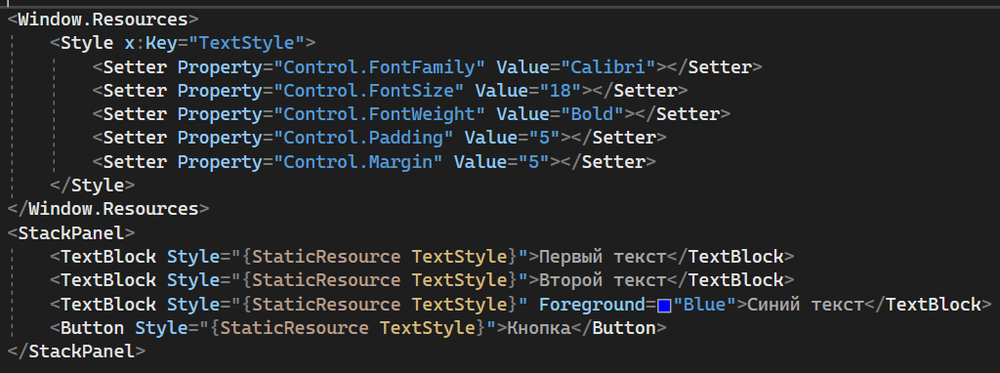 <Window.Resources>
    <Style x:Key="TextStyle">
        <Setter Property="Control.FontFamily" Value="Calibri"></Setter>
        <Setter Property="Control.FontSize" Value="18"></Setter>
        <Setter Property="Control.FontWeight" Value="Bold"></Setter>
        <Setter Property="Control.Padding" Value="5"></Setter>
        <Setter Property="Control.Margin" Value="5"></Setter>
    </Style>
</Window.Resources>
<StackPanel>
    <TextBlock Style="{StaticResource TextStyle}">Первый текст</TextBlock>
    <TextBlock Style="{StaticResource TextStyle}">Второй текст</TextBlock>
    <TextBlock Style="{StaticResource TextStyle}" Foreground="Blue">Синий текст</TextBlock>
    <Button Style="{StaticResource TextStyle}">Кнопка</Button>
</StackPanel>